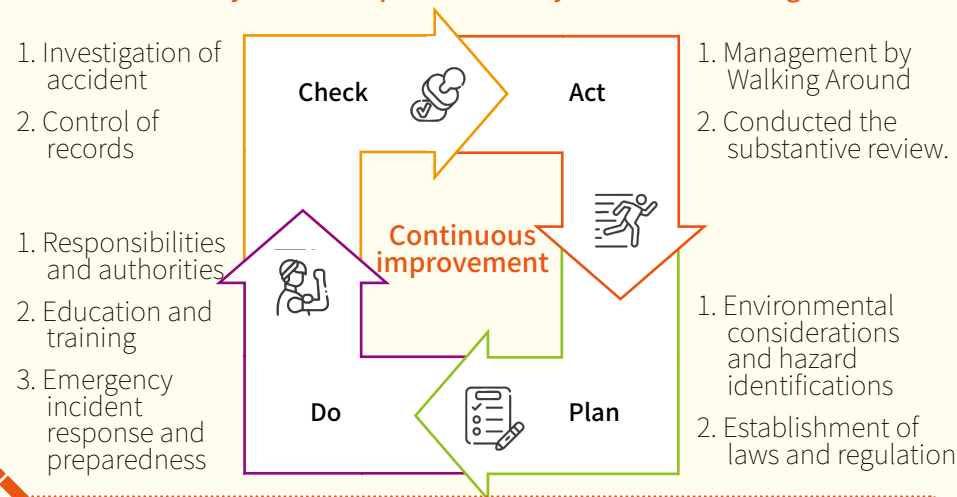 1. Investigation of
accident
2. Control of
records
Check
Act
1. Management by
Walking Around
2. Conducted the
substantive review.
Continuous
improvement
1. Responsibilities
and authorities
2. Education and
training
3. Emergency
incident
response and
preparedness
Do
Plan
1. Environmental
considerations
and hazard
identifications
2. Establishment of
laws and regulation